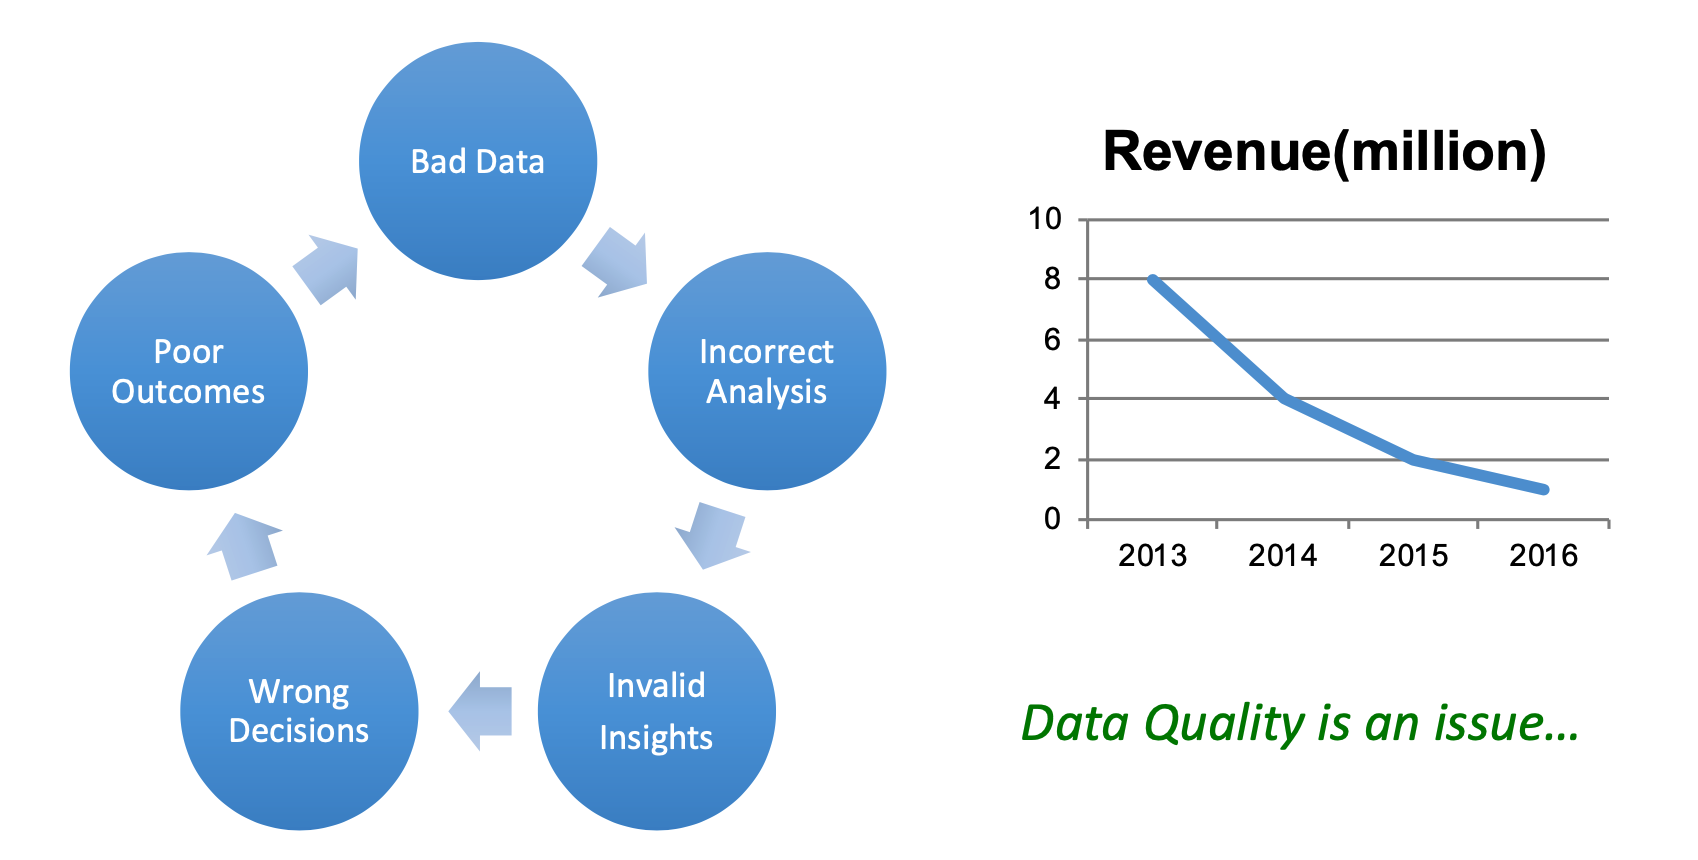 Bad Data
Incorrect
Analysis
Invalid
Insights
Wrong
Decisions
Poor
Outcomes
Revenue(million)
10
8
6
4
2
0
2013 2014 2015 2016
Data Quality is an issue...